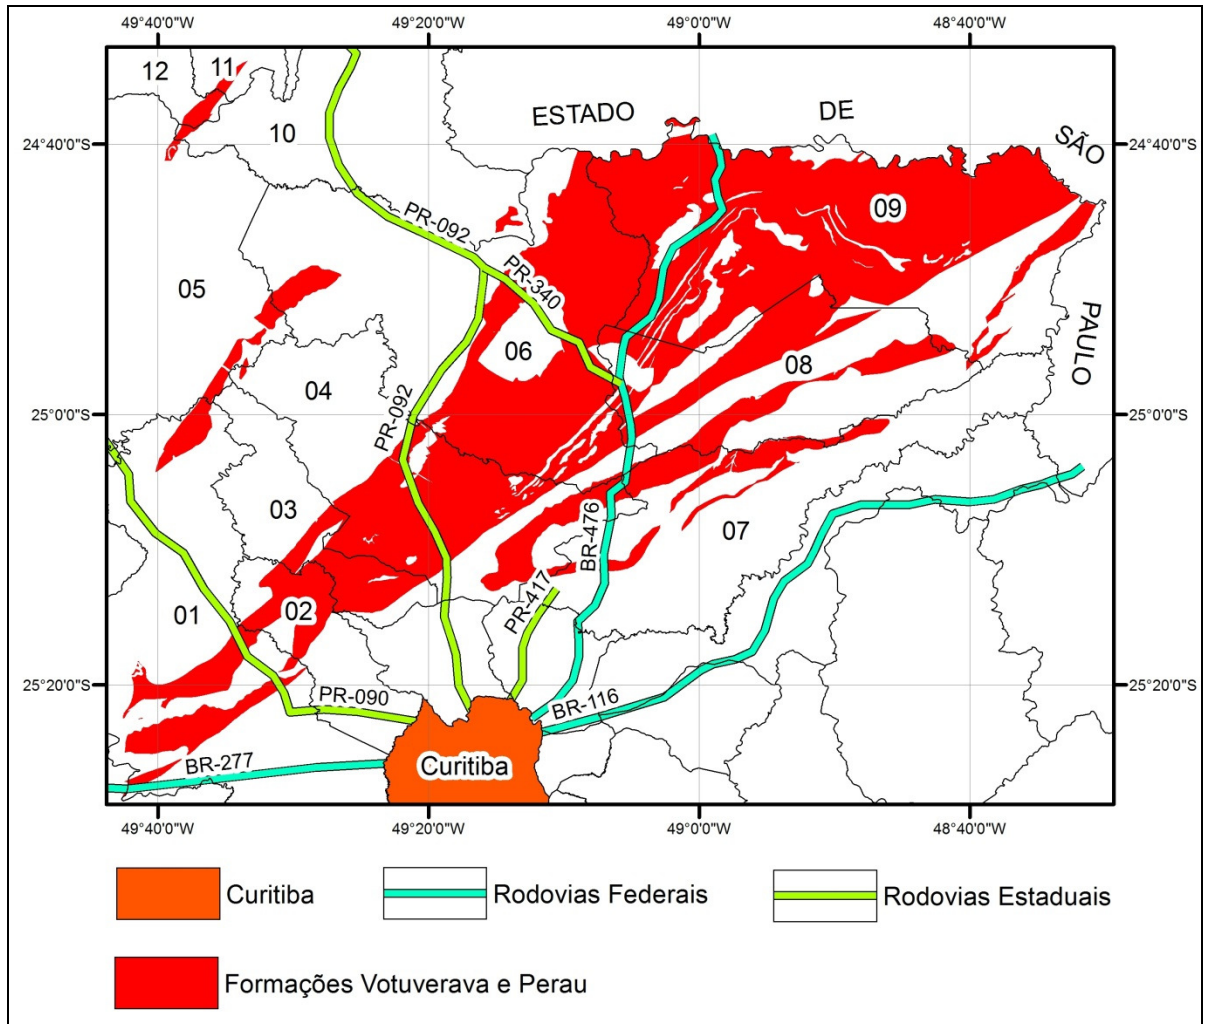 49°40'0"W 49°20'0"W 49°0'0"W 48°40'0"W
12 11
ESTADO DE SÃO PAULO
10
24°40'0"S 24°40'0"S
09
PR-092
PR-340
05
06
08
04
25°0'0"S 25°0'0"S
PR-092
03
07
BR-476
PR-417
01 02
25°20'0"S 25°20'0"S
PR-090
BR-116
BR-277
Curitiba
49°40'0"W 49°20'0"W 49°0'0"W 48°40'0"W
Curitiba Rodovias Federais Rodovias Estaduais
Formações Votuverava e Perau